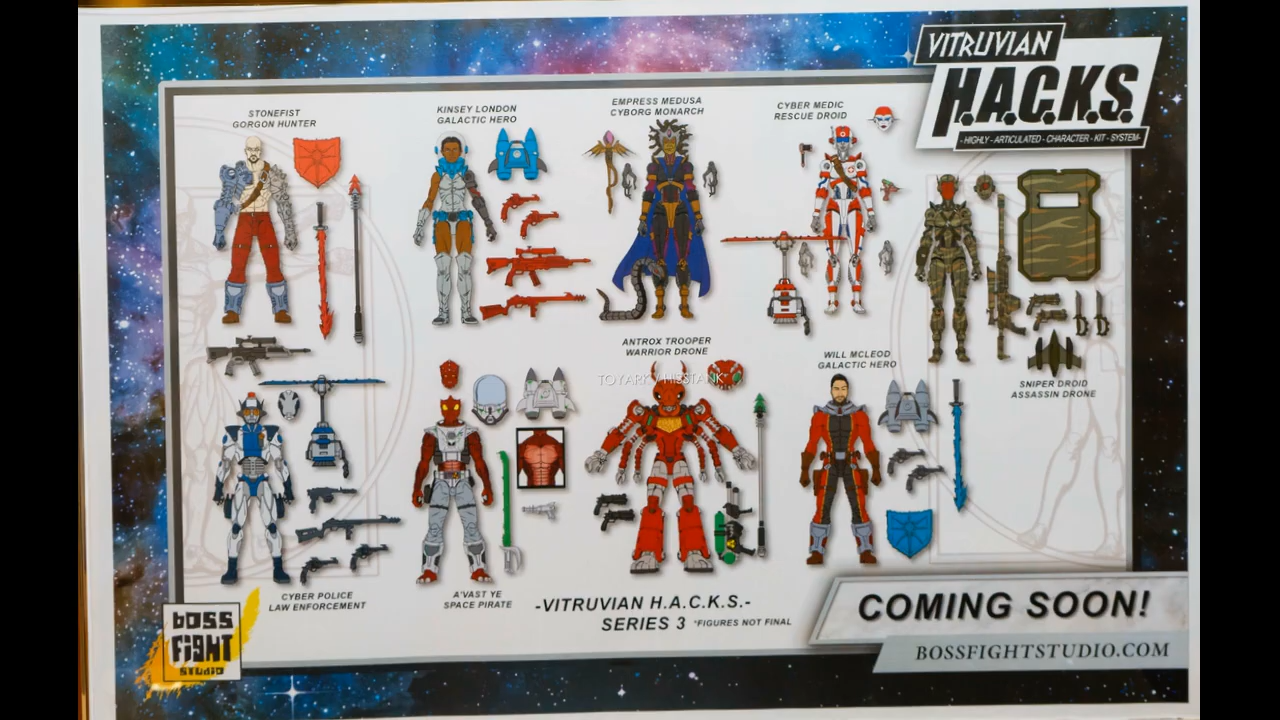 VITRUVIAN
H.A.C.K.S.
- HIGHLY - ARTICULATED - CHARACTER - KIT - SYSTEM-
STONEFIST
GORGON HUNTER
KINSEY LONDON
GALACTIC HERO
EMPRESS MEDUSA
CYBORG MONARCH
CYBER MEDIC
RESCUE DROID
SNIPER DROID
ASSASSIN DRONE
ANTROX TROOPER
WARRIOR DRONE
WILL MCLEOD
GALACTIC HERO
TOYARK / HISSTANK
CYBER POLICE
LAW ENFORCEMENT
A'VAST YE
SPACE PIRATE
-VITRUVIAN H.A.C.K.S.-
SERIES 3 *FIGURES NOT FINAL
COMING SOON!
BOSSFIGHTSTUDIO.COM
boss
FIGHT
STUDIO